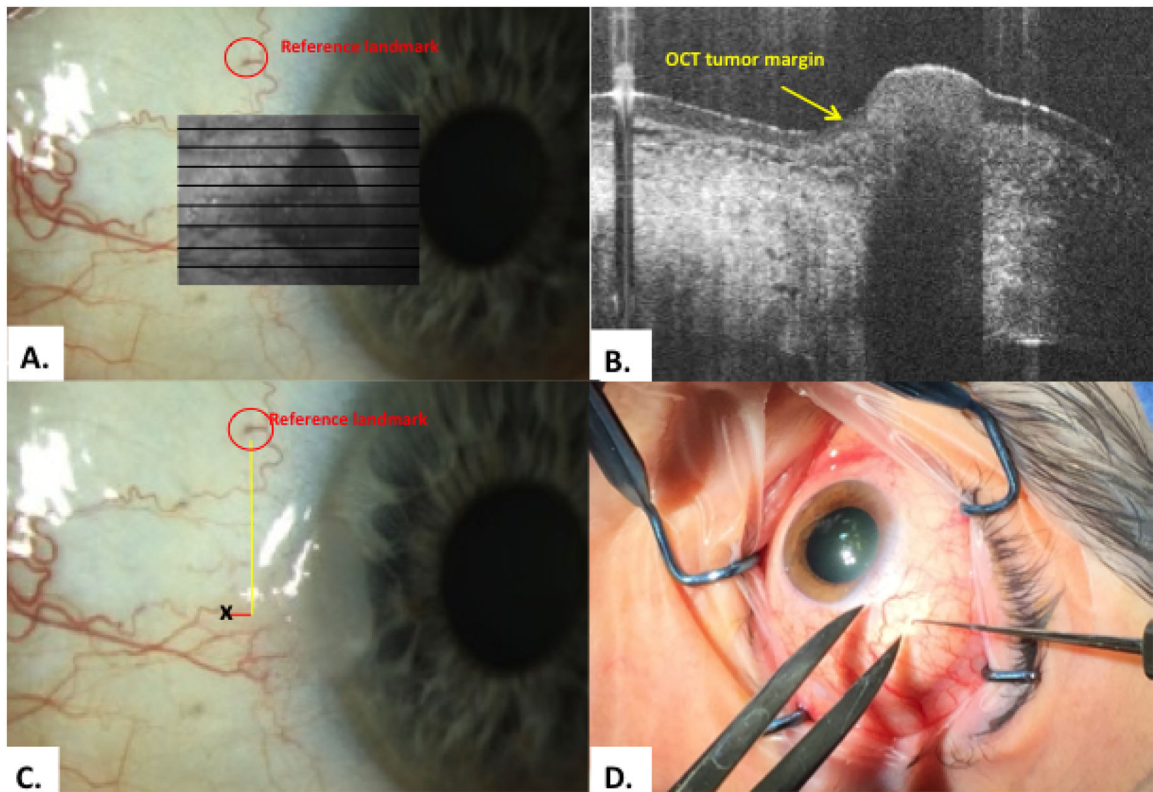 Reference landmark
OCT tumor margin
A.
B.
Reference landmark
x
C.
D.